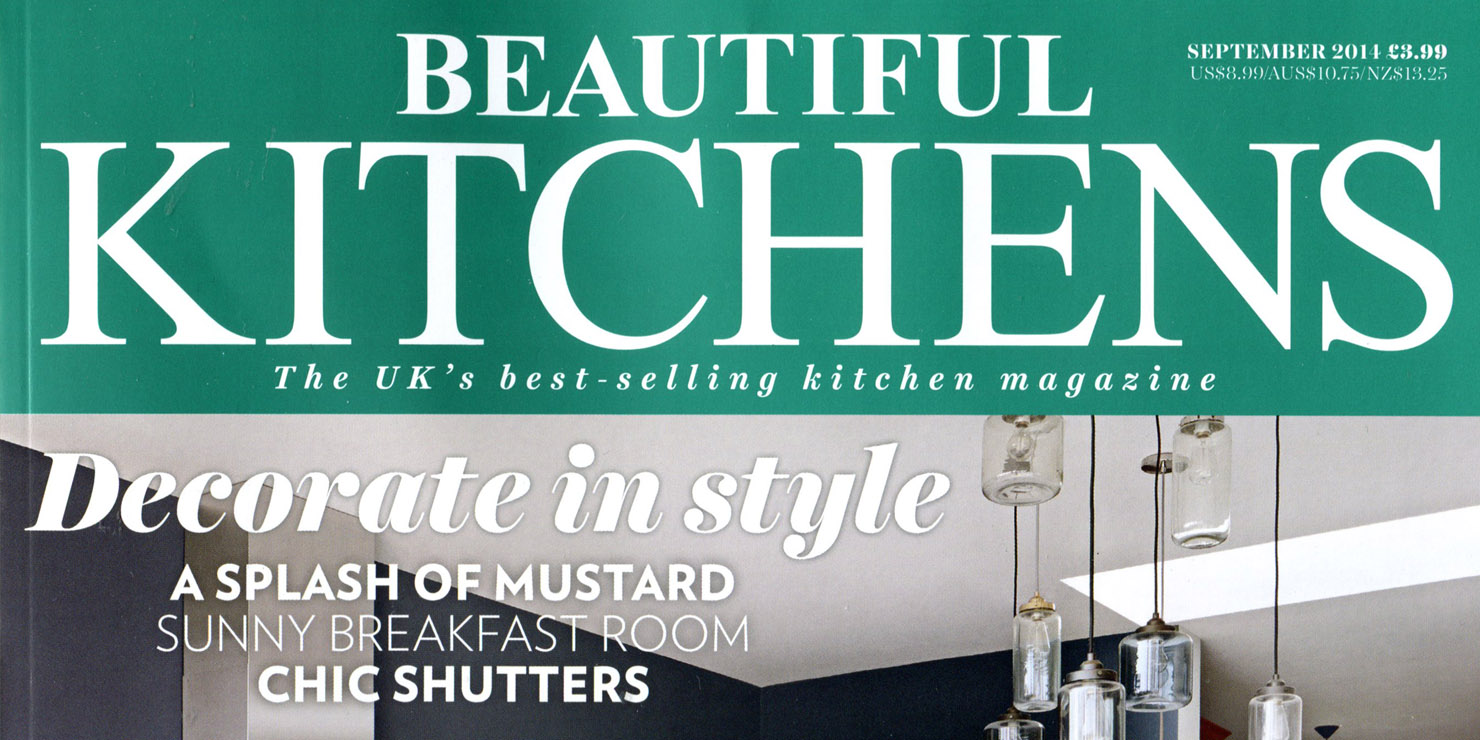 BEAUTIFUL
SEPTEMBER 2014 £3.99
US$8.99/AUS$10.75/NZ$13.25
KITCHENS
The UK's best-selling kitchen magazine
Decorate in style
A SPLASH OF MUSTARD
SUNNY BREAKFAST ROOM
CHIC SHUTTERS